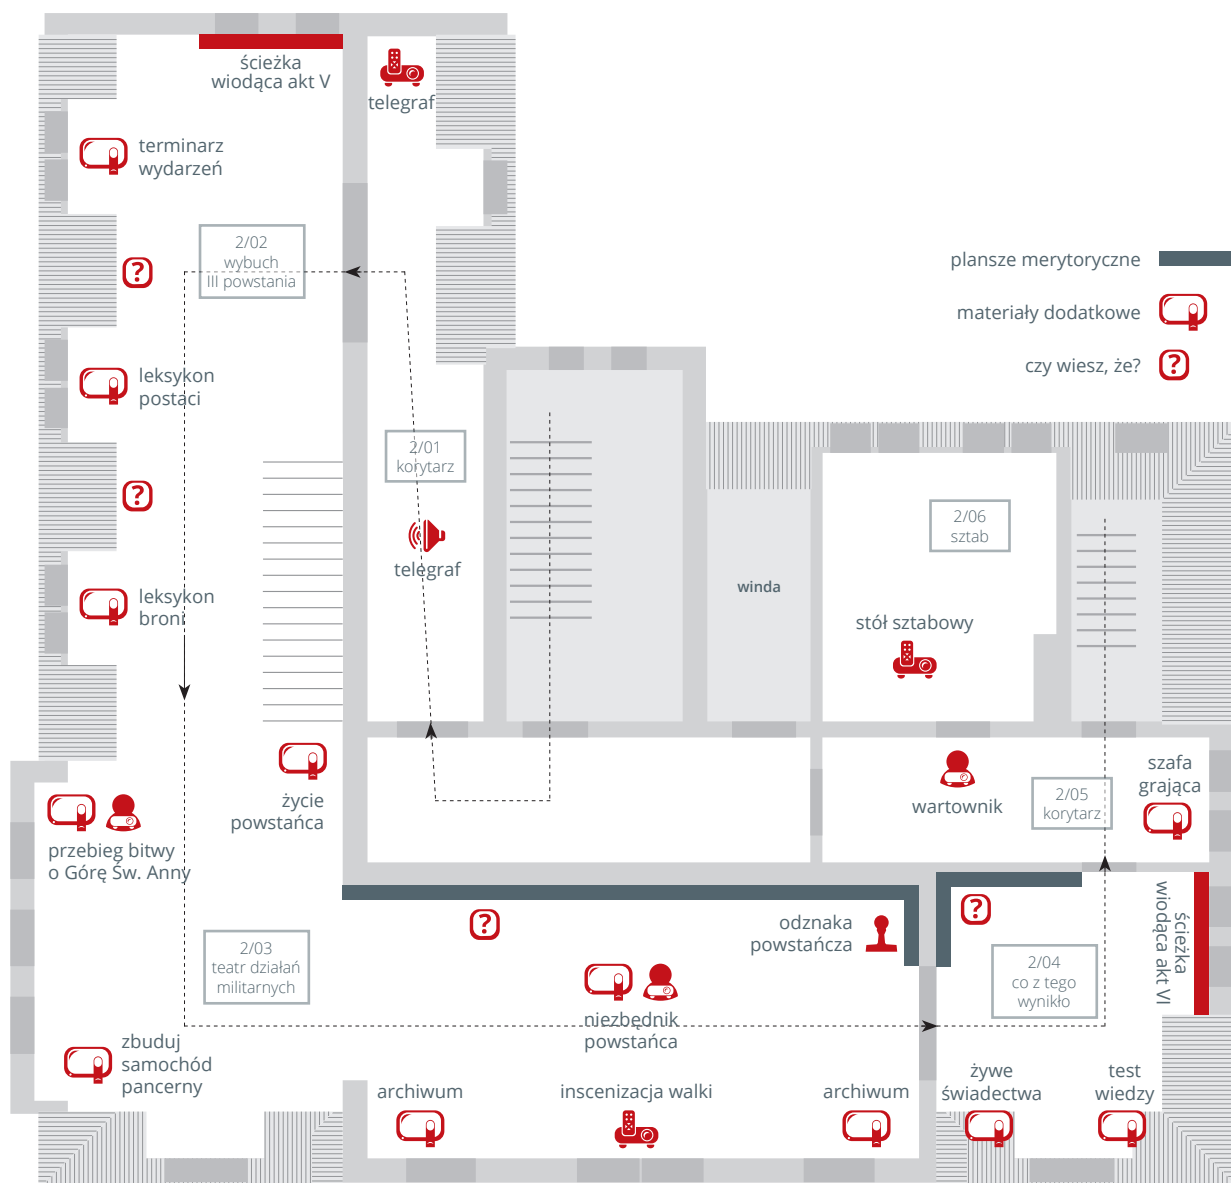 ścieżka
wiodąca akt V
telegraf
terminarz
wydarzeń
2/02
wybuch
III powstania
?
plansze merytoryczne
materiały dodatkowe
czy wiesz, że?
?
leksykon
postaci
2/01
korytarz
?
telegraf
2/06
sztab
winda
leksykon
broni
stół sztabowy
życie
powstańca
wartownik
2/05
korytarz
szafa
grająca
przebieg bitwy
o Górę Św. Anny
?
odznaka
powstańcza
?
ścieżka
wiodąca akt VI
2/03
teatr działań
militarnych
2/04
co z tego
wynikło
niezbędnik
powstańca
zbuduj
samochód
pancerny
archiwum
inscenizacja walki
archiwum
żywe
świadectwa
test
wiedzy